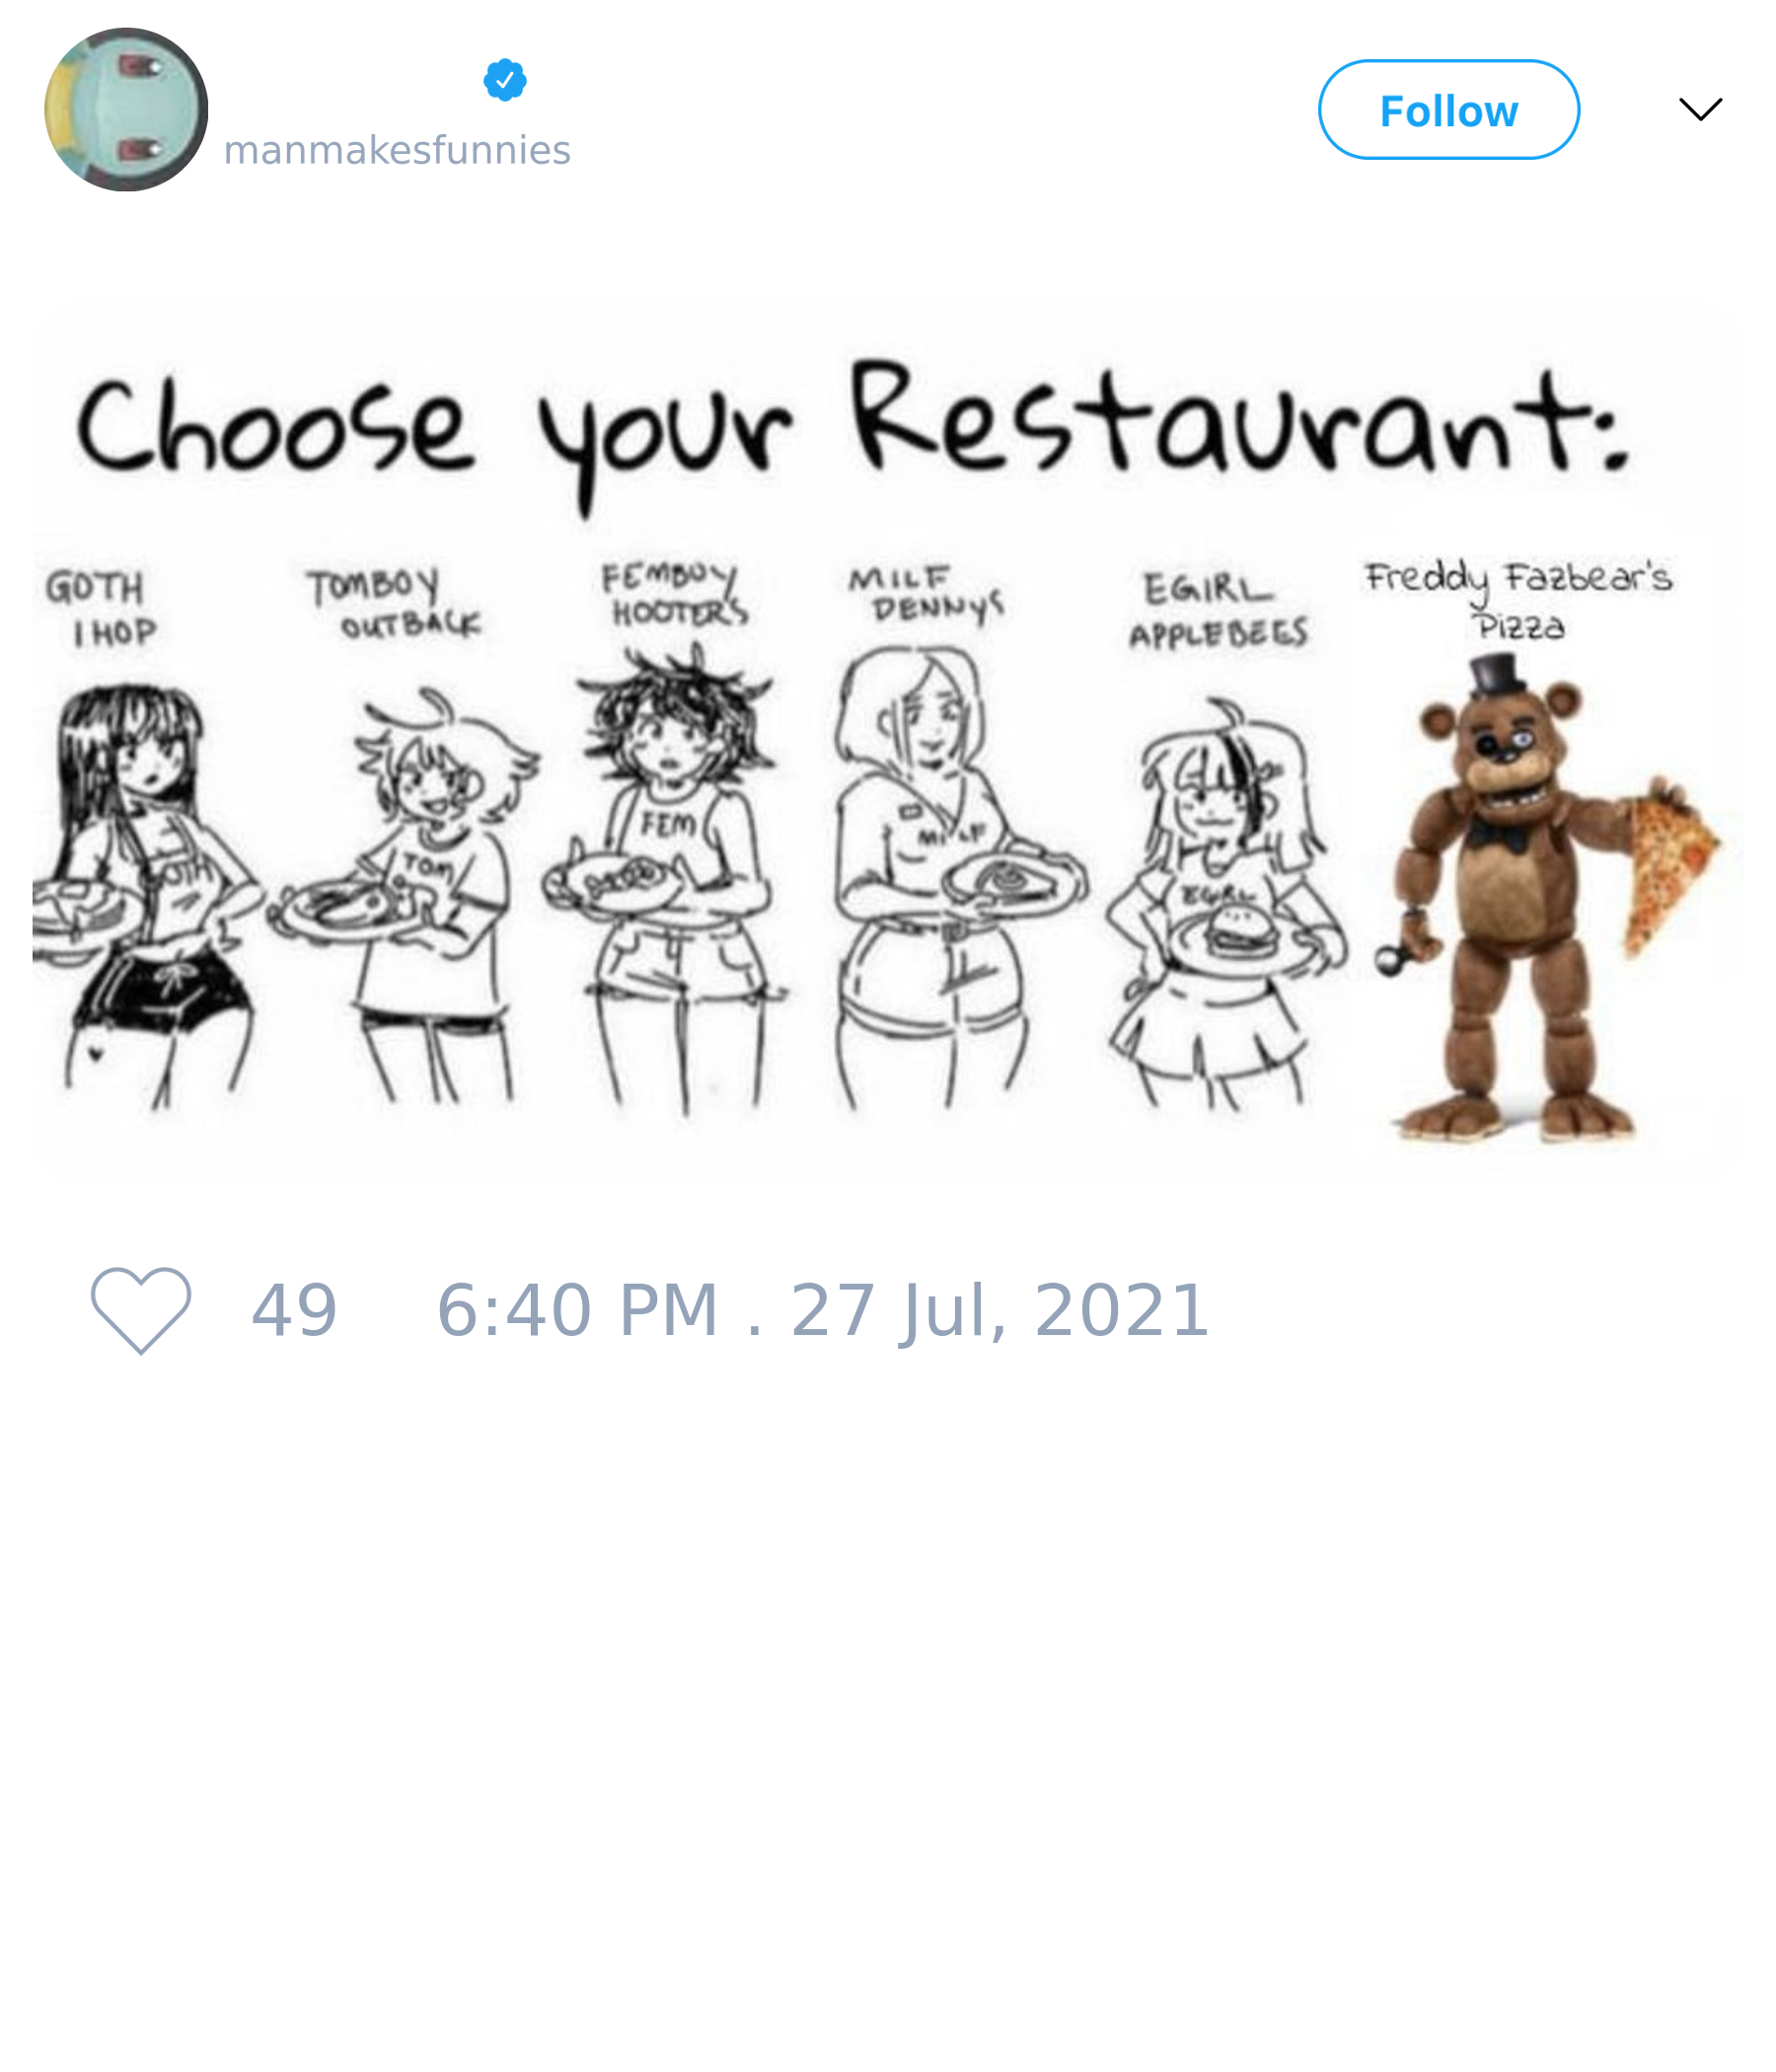 manmakesfunnies
Follow
Choose your Restaurant:
GOTH
IHOP
TOMBOY
OUTBACK
FEMBOY
HOOTER'S
MILF
DENNYS
EGIRL
APPLEBEES
Freddy Fazbear's
Pizza
GOTH
TOM
FEM
MILF
EGIRL
49 6:40 PM . 27 Jul, 2021